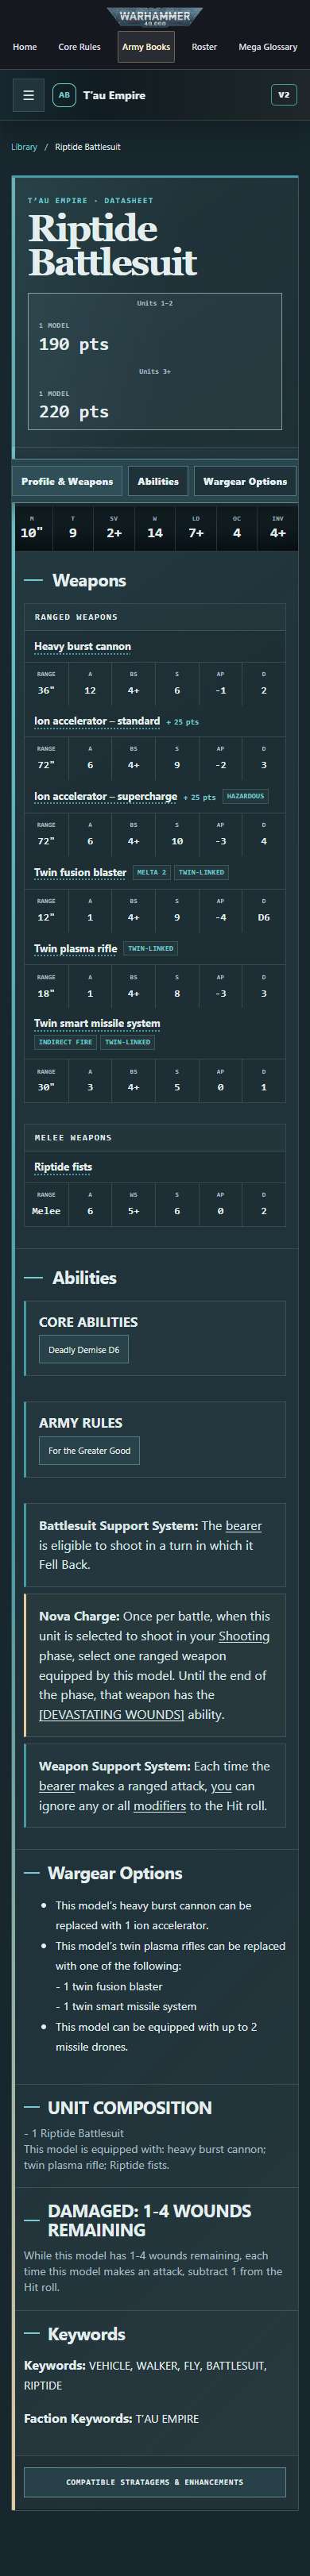 WARHAMMER
40,000
Home Core Rules Army Books Roster Mega Glossary
☰ AB T'au Empire V2
Library / Riptide Battlesuit
T'AU EMPIRE · DATASHEET
Riptide
Battlesuit
Units 1-2
1 MODEL
190 pts
Units 3+
1 MODEL
220 pts
Profile & Weapons Abilities Wargear Options
M T SV W LD OC INV
10" 9 2+ 14 7+ 4 4+
Weapons
RANGED WEAPONS
Heavy burst cannon
RANGE A BS S AP D
36" 12 4+ 6 -1 2
Ion accelerator – standard + 25 pts
RANGE A BS S AP D
72" 6 4+ 9 -2 3
Ion accelerator – supercharge + 25 pts HAZARDOUS
RANGE A BS S AP D
72" 6 4+ 10 -3 4
Twin fusion blaster MELTA 2 TWIN-LINKED
RANGE A BS S AP D
12" 1 4+ 9 -4 D6
Twin plasma rifle TWIN-LINKED
RANGE A BS S AP D
18" 1 4+ 8 -3 3
Twin smart missile system
INDIRECT FIRE TWIN-LINKED
RANGE A BS S AP D
30" 3 4+ 5 0 1
MELEE WEAPONS
Riptide fists
RANGE A WS S AP D
Melee 6 5+ 6 0 2
Abilities
CORE ABILITIES
Deadly Demise D6
ARMY RULES
For the Greater Good
Battlesuit Support System: The bearer
is eligible to shoot in a turn in which it
Fell Back.
Nova Charge: Once per battle, when this
unit is selected to shoot in your Shooting
phase, select one ranged weapon
equipped by this model. Until the end of
the phase, that weapon has the
[DEVASTATING WOUNDS] ability.
Weapon Support System: Each time the
bearer makes a ranged attack, you can
ignore any or all modifiers to the Hit roll.
Wargear Options
• This model's heavy burst cannon can be
replaced with 1 ion accelerator.
• This model's twin plasma rifles can be replaced
with one of the following:
- 1 twin fusion blaster
- 1 twin smart missile system
• This model can be equipped with up to 2
missile drones.
UNIT COMPOSITION
- 1 Riptide Battlesuit
This model is equipped with: heavy burst cannon;
twin plasma rifle; Riptide fists.
DAMAGED: 1-4 WOUNDS
REMAINING
While this model has 1-4 wounds remaining, each
time this model makes an attack, subtract 1 from the
Hit roll.
Keywords
Keywords: VEHICLE, WALKER, FLY, BATTLESUIT,
RIPTIDE
Faction Keywords: T'AU EMPIRE
COMPATIBLE STRATAGEMS & ENHANCEMENTS